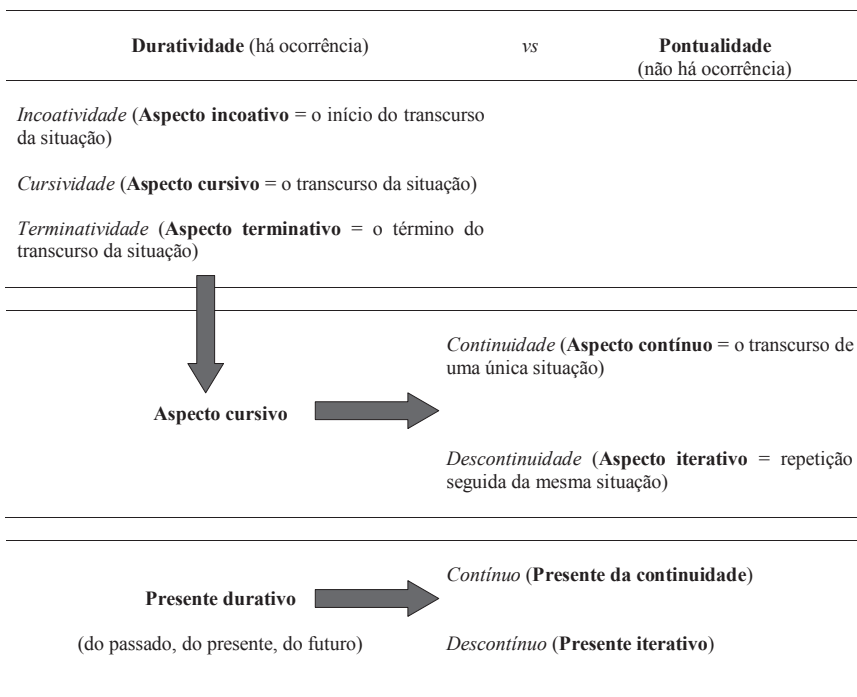 Duratividade (há ocorrência) vs Pontualidade
(não há ocorrência)
Incoatividade (Aspecto incoativo = o início do transcurso
da situação)
Cursividade (Aspecto cursivo = o transcurso da situação)
Terminatividade (Aspecto terminativo = o término do
transcurso da situação)
Continuidade (Aspecto contínuo = o transcurso de
uma única situação)
Aspecto cursivo
Descontinuidade (Aspecto iterativo = repetição
seguida da mesma situação)
Contínuo (Presente da continuidade)
Presente durativo
(do passado, do presente, do futuro) Descontínuo (Presente iterativo)